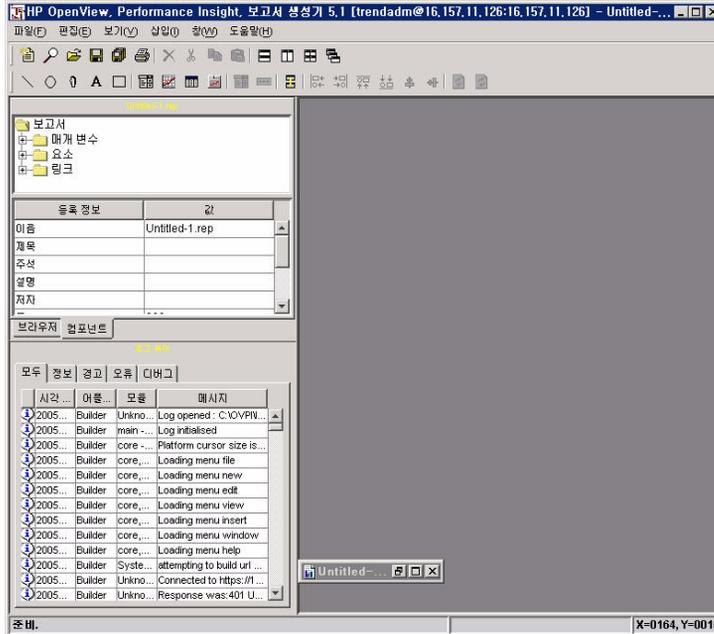 HP OpenView, Performance Insight, 보고서 생성기 5,1 [trendadm@16,157,11,126:16,157,11,126] - Untitled-...
파일(F) 편집(E) 보기(V) 삽입(I) 창(W) 도움말(H)
Untitled-1.rep
보고서
매개 변수
요소
링크
등록 정보 값
이름 Untitled-1.rep
제목
주석
설명
저자
브라우저 컴포넌트
모두 정보 경고 오류 디버그
시각 ... 어플... 모듈 메시지
2005... Builder Unkno... Log opened : C:\OVPI\...
2005... Builder main -... Log initialised
2005... Builder core -... Platform cursor size is...
2005... Builder core,... Loading menu file
2005... Builder core,... Loading menu new
2005... Builder core,... Loading menu edit
2005... Builder core,... Loading menu view
2005... Builder core,... Loading menu insert
2005... Builder core,... Loading menu window
2005... Builder core,... Loading menu help
2005... Builder Syste... attempting to build url ...
2005... Builder Unkno... Connected to https://1...
2005... Builder Unkno... Response was:401 U...
Untitled-...
준비.
X=0164, Y=001